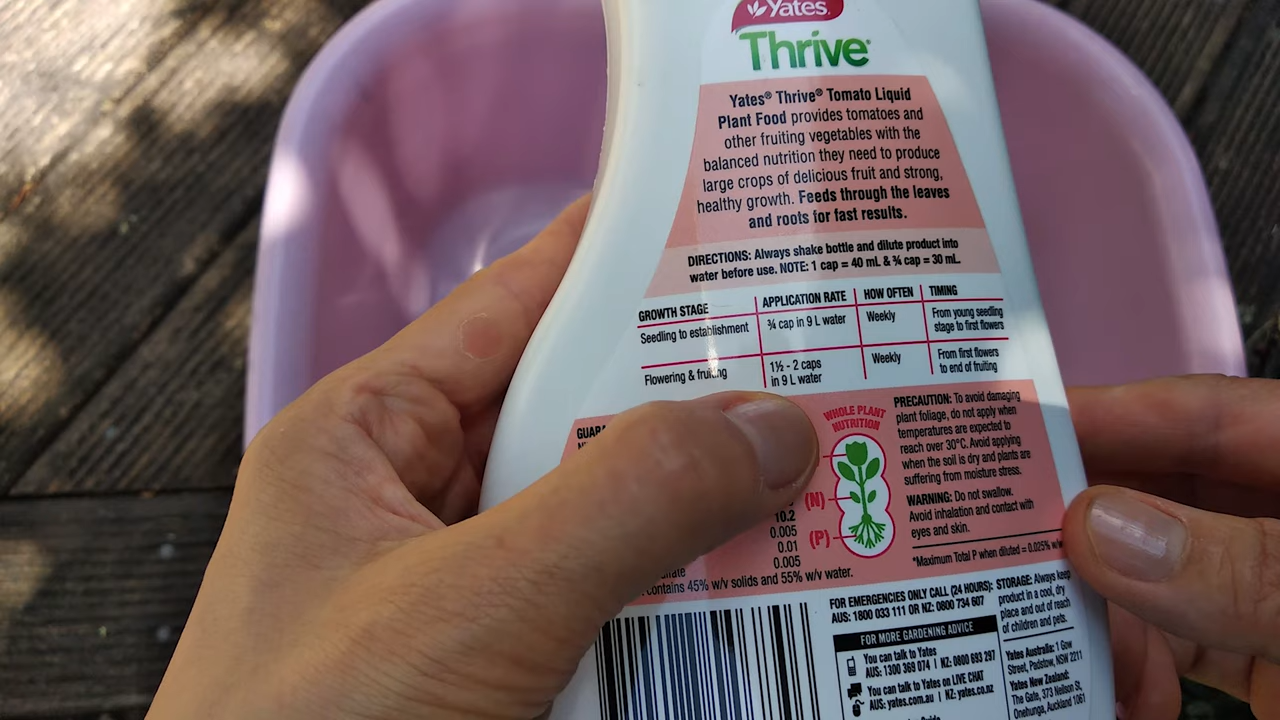 Yates
Thrive®
Yates® Thrive® Tomato Liquid
Plant Food provides tomatoes and
other fruiting vegetables with the
balanced nutrition they need to produce
large crops of delicious fruit and strong,
healthy growth. Feeds through the leaves
and roots for fast results.
DIRECTIONS: Always shake bottle and dilute product into
water before use. NOTE: 1 cap = 40 mL & ¾ cap = 30 mL.
GROWTH STAGE APPLICATION RATE HOW OFTEN TIMING
Seedling to establishment ¾ cap in 9 L water Weekly From young seedling
stage to first flowers
Flowering & fruiting 1½ - 2 caps
in 9 L water Weekly From first flowers
to end of fruiting
WHOLE PLANT
NUTRITION
(N)
(P)
10.2
0.005
0.01
0.005
contains 45% w/v solids and 55% w/v water.
PRECAUTION: To avoid damaging
plant foliage, do not apply when
temperatures are expected to
reach over 30°C. Avoid applying
when the soil is dry and plants are
suffering from moisture stress.
WARNING: Do not swallow.
Avoid inhalation and contact with
eyes and skin.
*Maximum Total P when diluted = 0.025%
FOR EMERGENCIES ONLY CALL (24 HOURS):
AUS: 1800 033 111 OR NZ: 0800 734 607
FOR MORE GARDENING ADVICE
You can talk to Yates
AUS: 1300 369 074 | NZ: 0800 693 297
You can talk to Yates on LIVE CHAT
AUS: yates.com.au | NZ: yates.co.nz
STORAGE: Always keep
product in a cool, dry
place and out of reach
of children and pets.
Yates Australia: 1 Gow
Street, Padstow, NSW 2211
Yates New Zealand:
The Gate, 373 Neilson St,
Onehunga, Auckland 1061